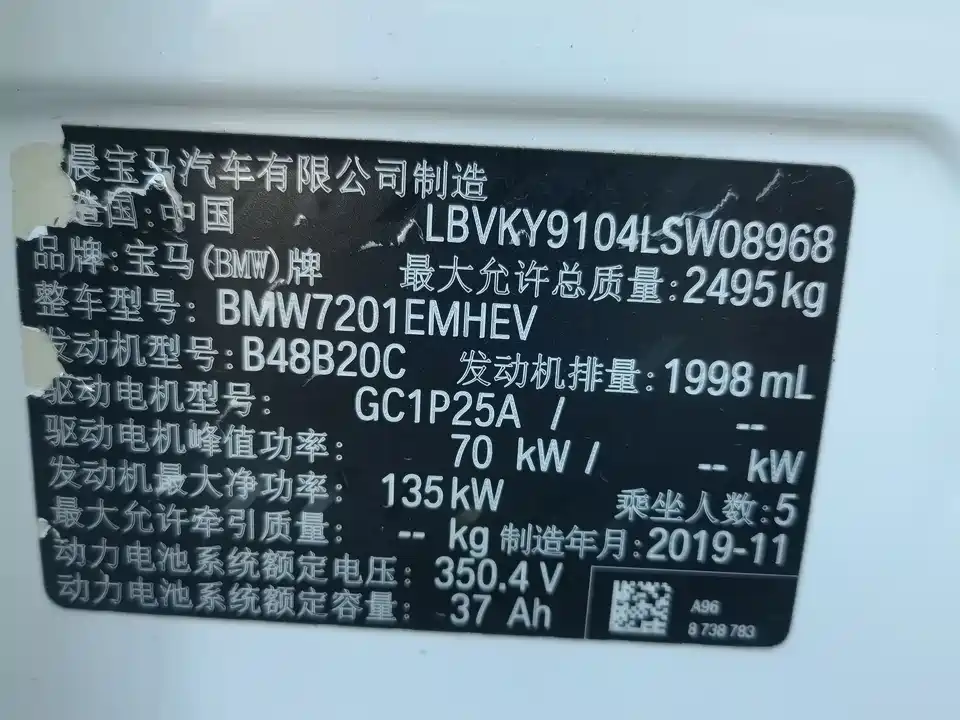 晨宝马汽车有限公司制造
造国:中国 LBVKY9104LSW08968
品牌:宝马(BMW)牌 最大允许总质量:2495kg
整车型号: BMW7201EMHEV
发动机型号:B48B20C 发动机排量:1998 mL
驱动电机型号: GC1P25A / --
驱动电机峰值功率: 70 kW / -- kW
发动机最大净功率: 135kW 乘坐人数:5
最大允许牵引质量: -- kg 制造年月:2019-11
动力电池系统额定电压: 350.4 V
动力电池系统额定容量: 37 Ah
A96
8 738 783